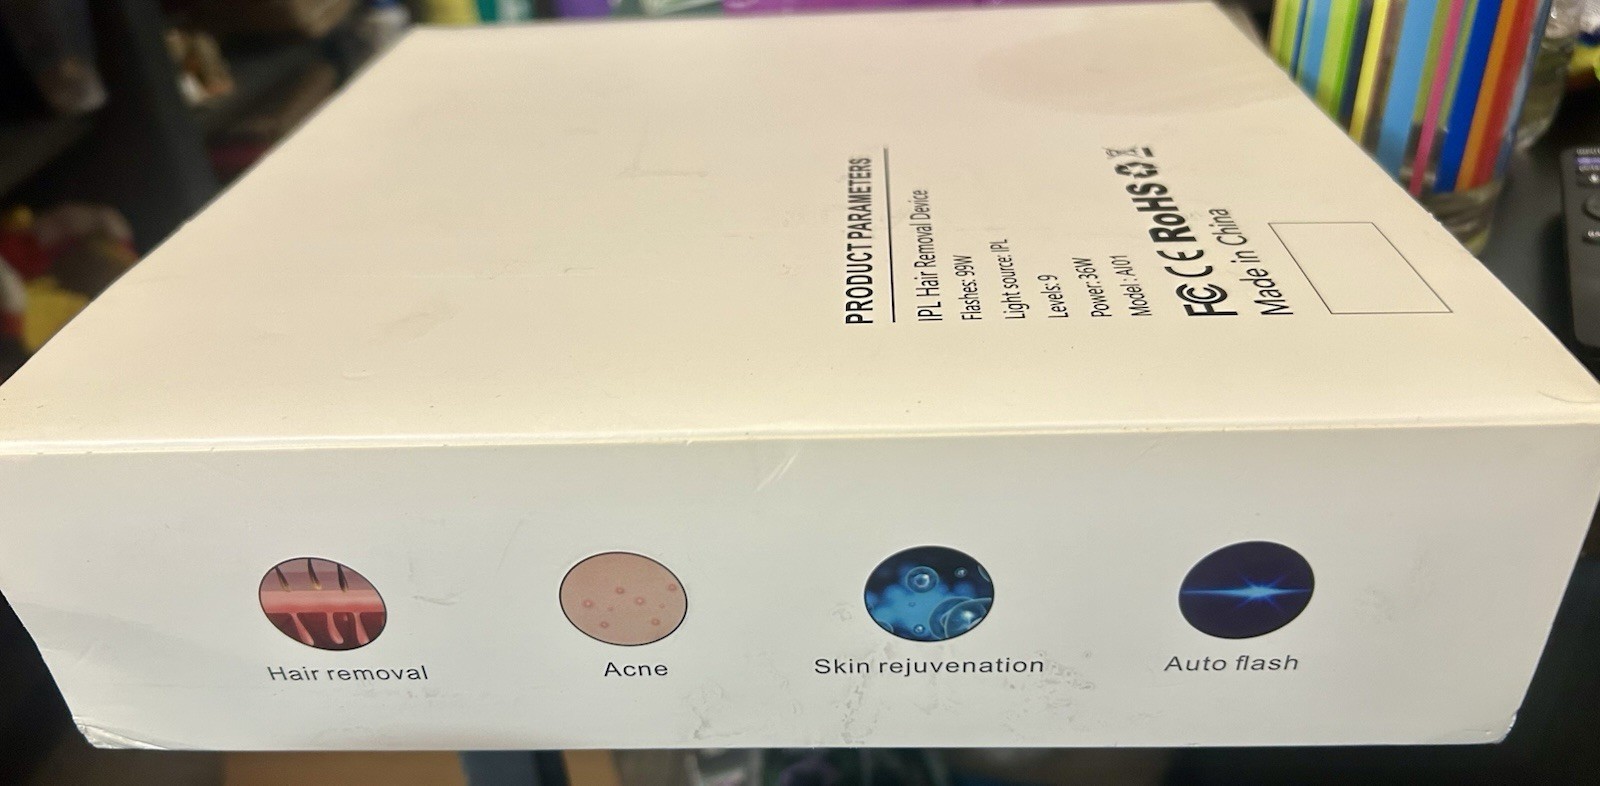 PRODUCT PARAMETERS
IPL Hair Removal Device
Flashes: 99W
Light source: IPL
Levels: 9
Power: 36W
Model: AI01
FC CE RoHS
Made in China
Hair removal
Acne
Skin rejuvenation
Auto flash